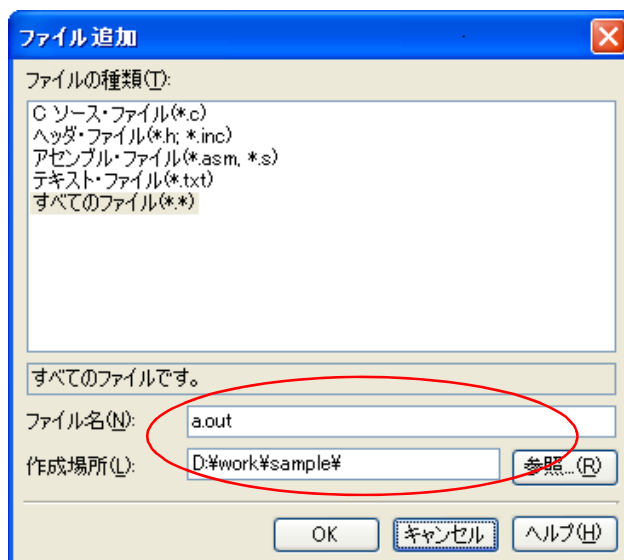 ファイル追加
ファイルの種類(T):
C ソース・ファイル(*.c)
ヘッダ・ファイル(*.h; *.inc)
アセンブル・ファイル(*.asm, *.s)
テキスト・ファイル(*.txt)
すべてのファイル(*.*)
すべてのファイルです。
ファイル名(N): a.out
作成場所(L): D:¥work¥sample¥ 参照...(R)
OK キャンセル ヘルプ(H)